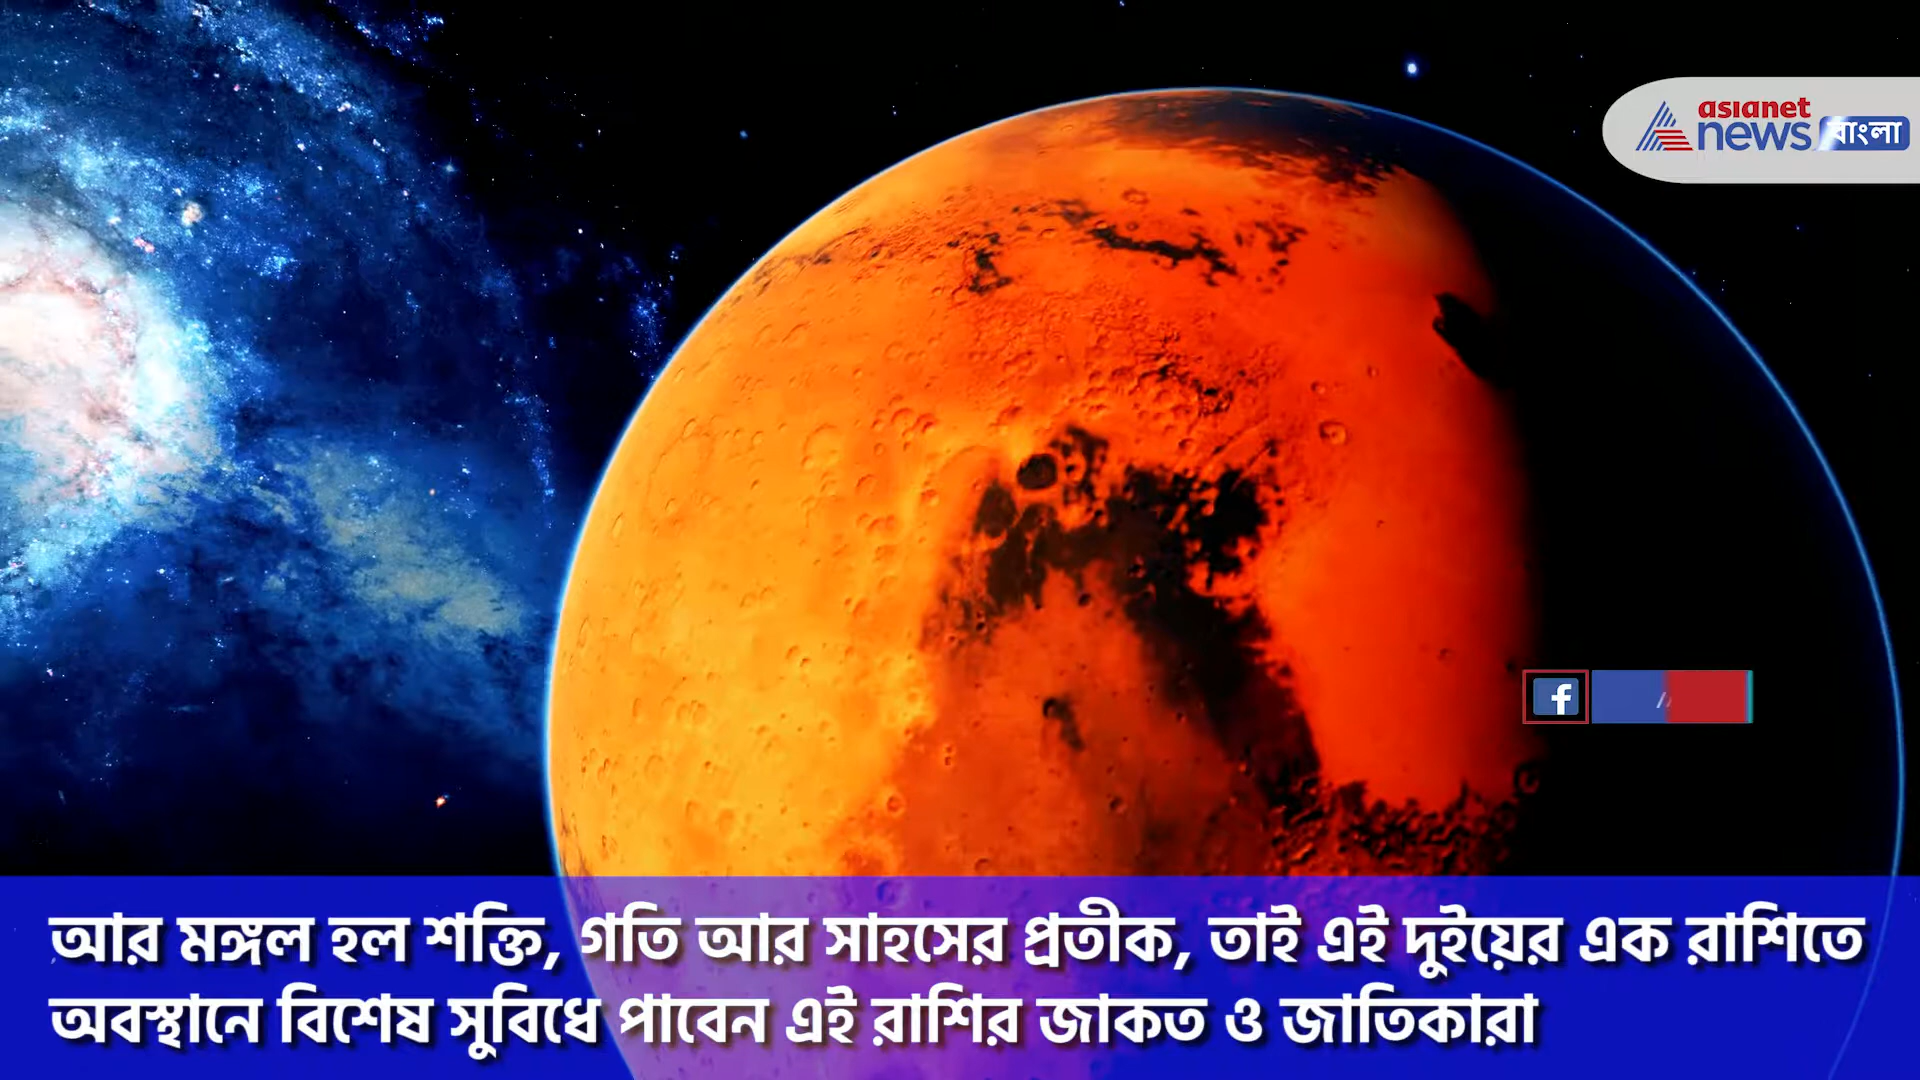 asianet
news বাংলা
আর মঙ্গল হল শক্তি, গতি আর সাহসের প্রতীক, তাই এই দুইয়ের এক রাশিতে
অবস্থানে বিশেষ সুবিধে পাবেন এই রাশির জাকত ও জাতিকারা